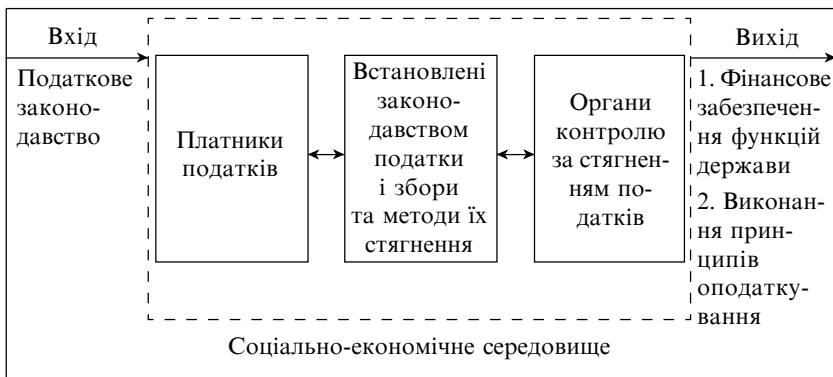 Вхід
Податкове
законо-
давство
Платники
податків
Встановлені
законо-
давством
податки
і збори
та методи їх
стягнення
Органи
контролю
за стягнен-
ням по-
датків
Вихід
1. Фінансове
забезпечен-
ня функцій
держави
2. Виконан-
ня прин-
ципів
оподатку-
вання
Соціально-економічне середовище